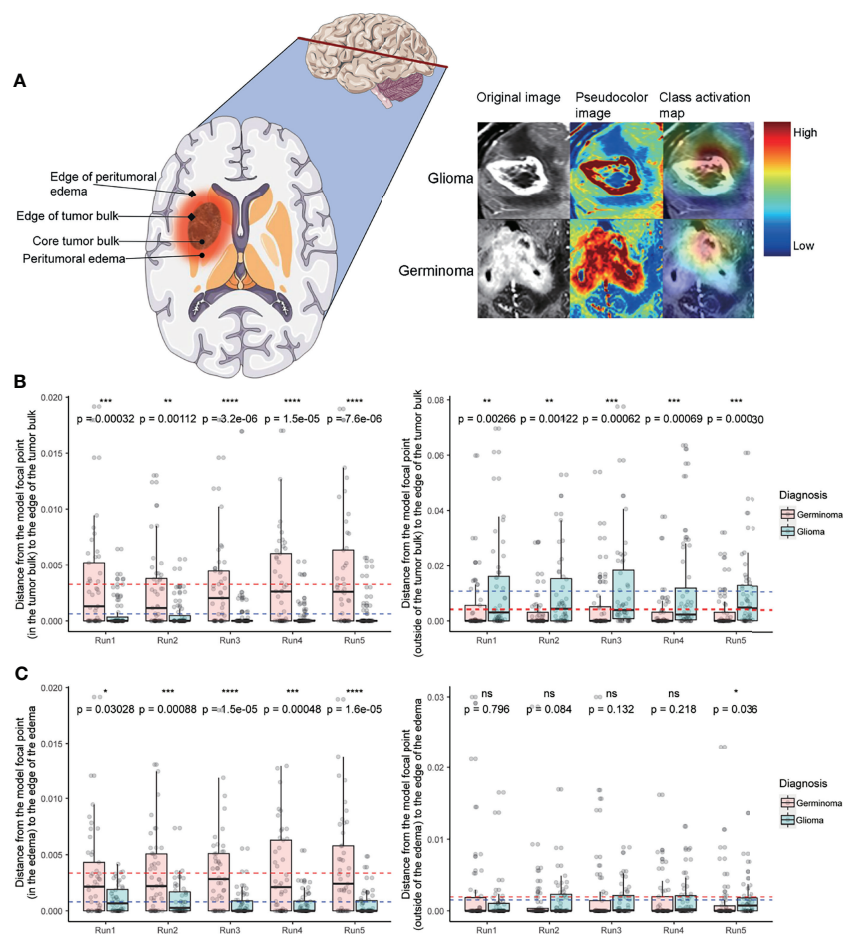 A
Original image
Pseudocolor
image
Class activation
map
High
Low
Glioma
Germinoma
Edge of peritumoral
edema
Edge of tumor bulk
Core tumor bulk
Peritumoral edema
B
Distance from the model focal point
(in the tumor bulk) to the edge of the tumor bulk)
0.020
0.015
0.010
0.005
0.000
*** ** **** **** ****
p = 0.00032 p = 0.00112 p = 3.2e-06 p = 1.5e-05 p = 7.6e-06
Run1 Run2 Run3 Run4 Run5
Distance from the model focal point
(outside of the tumor bulk) to the edge of the tumor bulk
0.08
0.06
0.04
0.02
0.00
** ** *** *** ***
p = 0.00266 p = 0.00122 p = 0.00062 p = 0.00069 p = 0.00030
Run1 Run2 Run3 Run4 Run5
Diagnosis
Germinoma
Glioma
C
Distance from the model focal point
(in the edema) to the edge of the edema
0.020
0.015
0.010
0.005
0.000
* *** **** *** ****
p = 0.03028 p = 0.00088 p = 1.5e-05 p = 0.00048 p = 1.6e-05
Run1 Run2 Run3 Run4 Run5
Distance from the model focal point
(outside of the edema) to the edge of the edema
0.03
0.02
0.01
0.00
ns ns ns ns *
p = 0.796 p = 0.084 p = 0.132 p = 0.218 p = 0.036
Run1 Run2 Run3 Run4 Run5
Diagnosis
Germinoma
Glioma